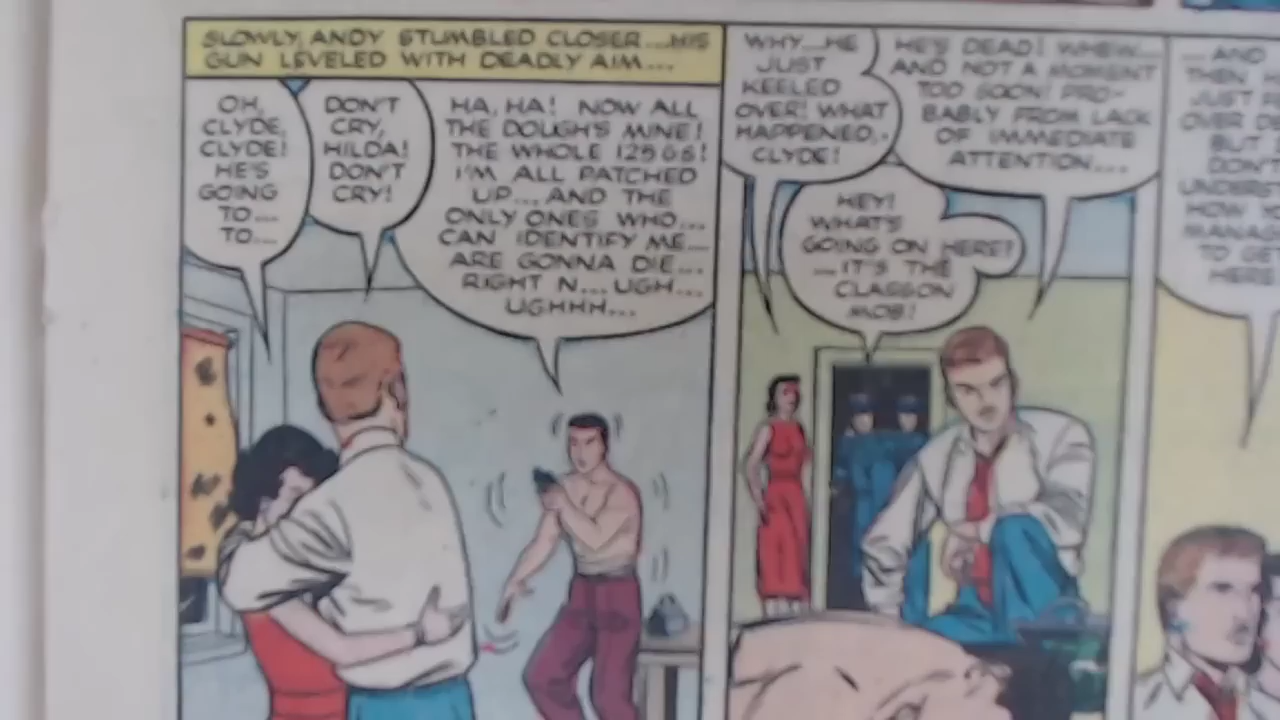 SLOWLY, ANDY STUMBLED CLOSER....HIS
GUN LEVELED WITH DEADLY AIM....
OH,
CLYDE,
CLYDE!
HE'S
GOING
TO....
TO....
DON'T
CRY,
HILDA!
DON'T
CRY!
HA, HA! NOW ALL
THE DOUGH'S MINE!
THE WHOLE
I'M ALL PATCHED
UP... AND THE
ONLY ONES WHO...
CAN IDENTIFY ME...
ARE GONNA DIE...
RIGHT N... UGH...
UGHHH...
WHY...HE
JUST
KEELED
OVER! WHAT
HAPPENED,
CLYDE!
HE'S DEAD! WHEW...
AND NOT A MOMENT
TOO SOON! PRO-
BABLY FROM LACK
OF IMMEDIATE
ATTENTION...
HEY!
WHAT'S
GOING ON HERE?
...IT'S THE
CLASSON
MOB!
...AND
THEN
JUST
OVER
BUT
DON'T
HOW
TO
HERE